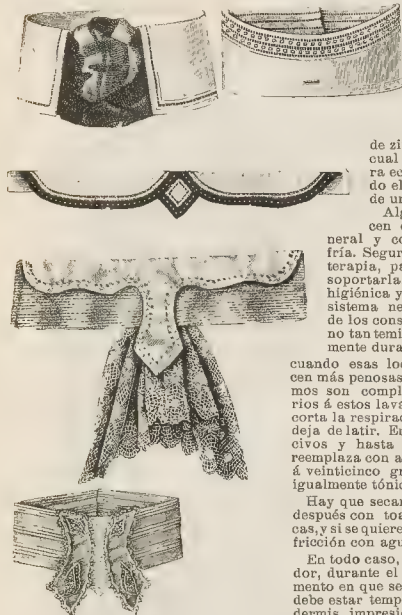 de zi
cual
ra ec
do el
de un
Alg
cen c
neral y co
fría. Segur
terapia, pa
soportarla
higiénica y
sistema ne
de los cons
no tan temi
mente dura
cuando esas loc
cen más penosas
mos son compl
rios á estos lava
corta la respirac
deja de latir. En
civos y hasta
reemplaza con a
á veinticinco gr
igualmente tónic
Hay que secar
después con toa
cas, y si se quiere
fricción con agu
En todo caso,
dor, durante el
mento en que se
debe estar temp
dermis impresi